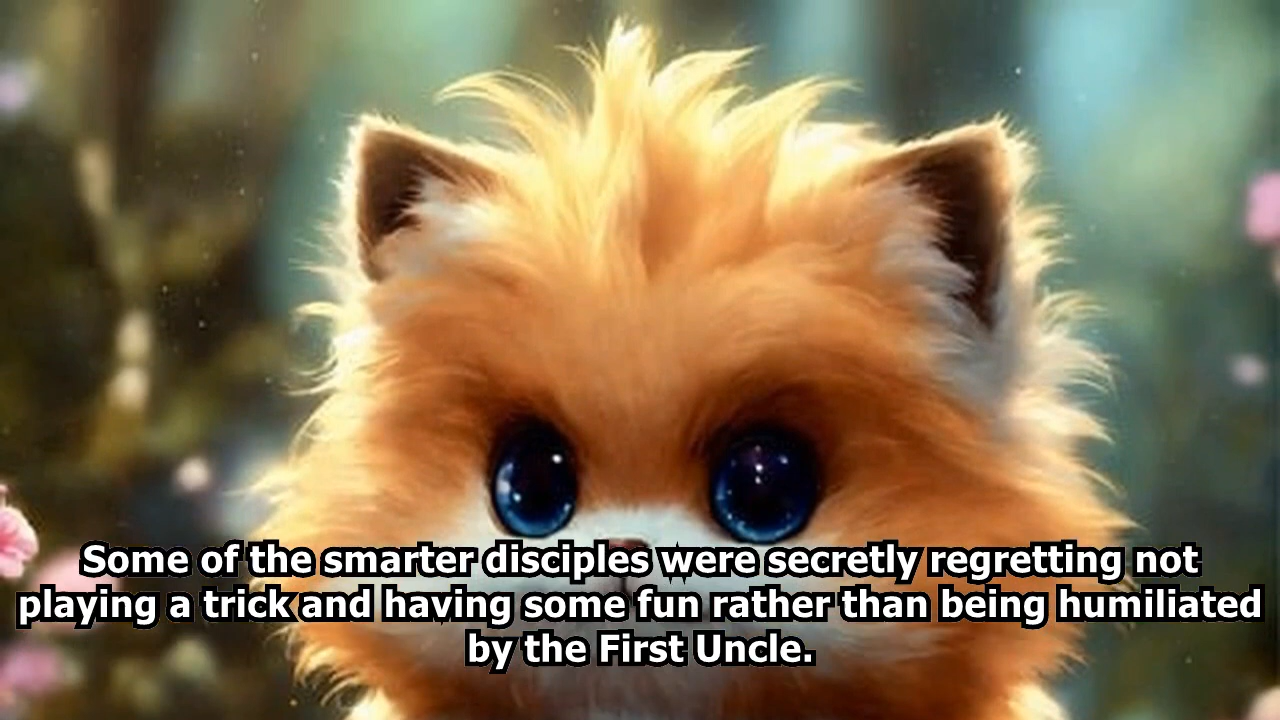 Some of the smarter disciples were secretly regretting not
playing a trick and having some fun rather than being humiliated
by the First Uncle.